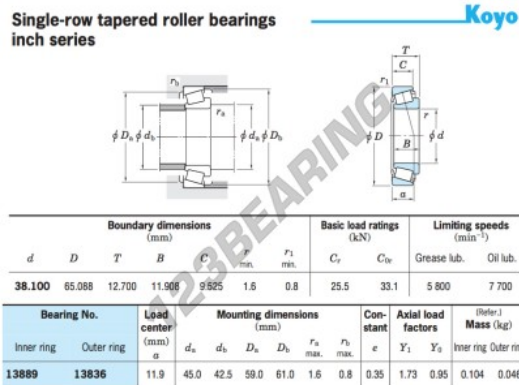 Single-row tapered roller bearings
inch series
Koyo
T
C
r1
r
φD
B
φd
a
rb
ra
φDa φdb
φda φDb
123BEARING
Boundary dimensions
(mm)
Basic load ratings
(kN)
Limiting speeds
(min⁻¹)
d D T B C r min. r1 min. Cr C0r Grease lub. Oil lub.
38.100 65.088 12.700 11.908 9.525 1.6 0.8 25.5 33.1 5 800 7 700
Bearing No.
Load center (mm)
Mounting dimensions
(mm)
Constant
Axial load factors
(Refer.)
Mass (kg)
Inner ring Outer ring a da db Da Db ra max. rb max. e Y1 Y0 Inner ring Outer rin
13889 13836 11.9 45.0 42.5 59.0 61.0 1.6 0.8 0.35 1.73 0.95 0.104 0.046